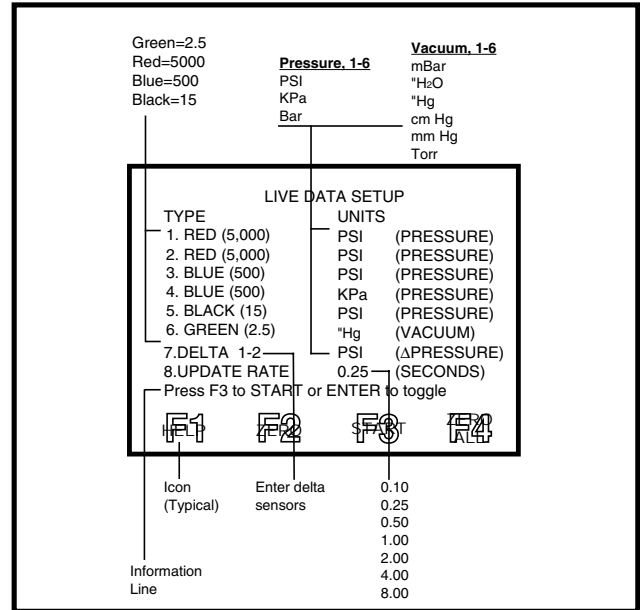 Green=2.5
Red=5000
Blue=500
Black=15
Pressure, 1-6
PSI
KPa
Bar
Vacuum, 1-6
mBar
"H2O
"Hg
cm Hg
mm Hg
Torr
LIVE DATA SETUP
TYPE UNITS
1. RED (5,000) PSI (PRESSURE)
2. RED (5,000) PSI (PRESSURE)
3. BLUE (500) PSI (PRESSURE)
4. BLUE (500) KPa (PRESSURE)
5. BLACK (15) PSI (PRESSURE)
6. GREEN (2.5) "Hg (VACUUM)
7.DELTA 1-2 PSI (∆PRESSURE)
8.UPDATE RATE 0.25 (SECONDS)
Press F3 to START or ENTER to toggle
F1 F2 F3 F4
HELP ZERO START ZERO
ALL
Icon
(Typical)
Enter delta
sensors
0.10
0.25
0.50
1.00
2.00
4.00
8.00
Information
Line